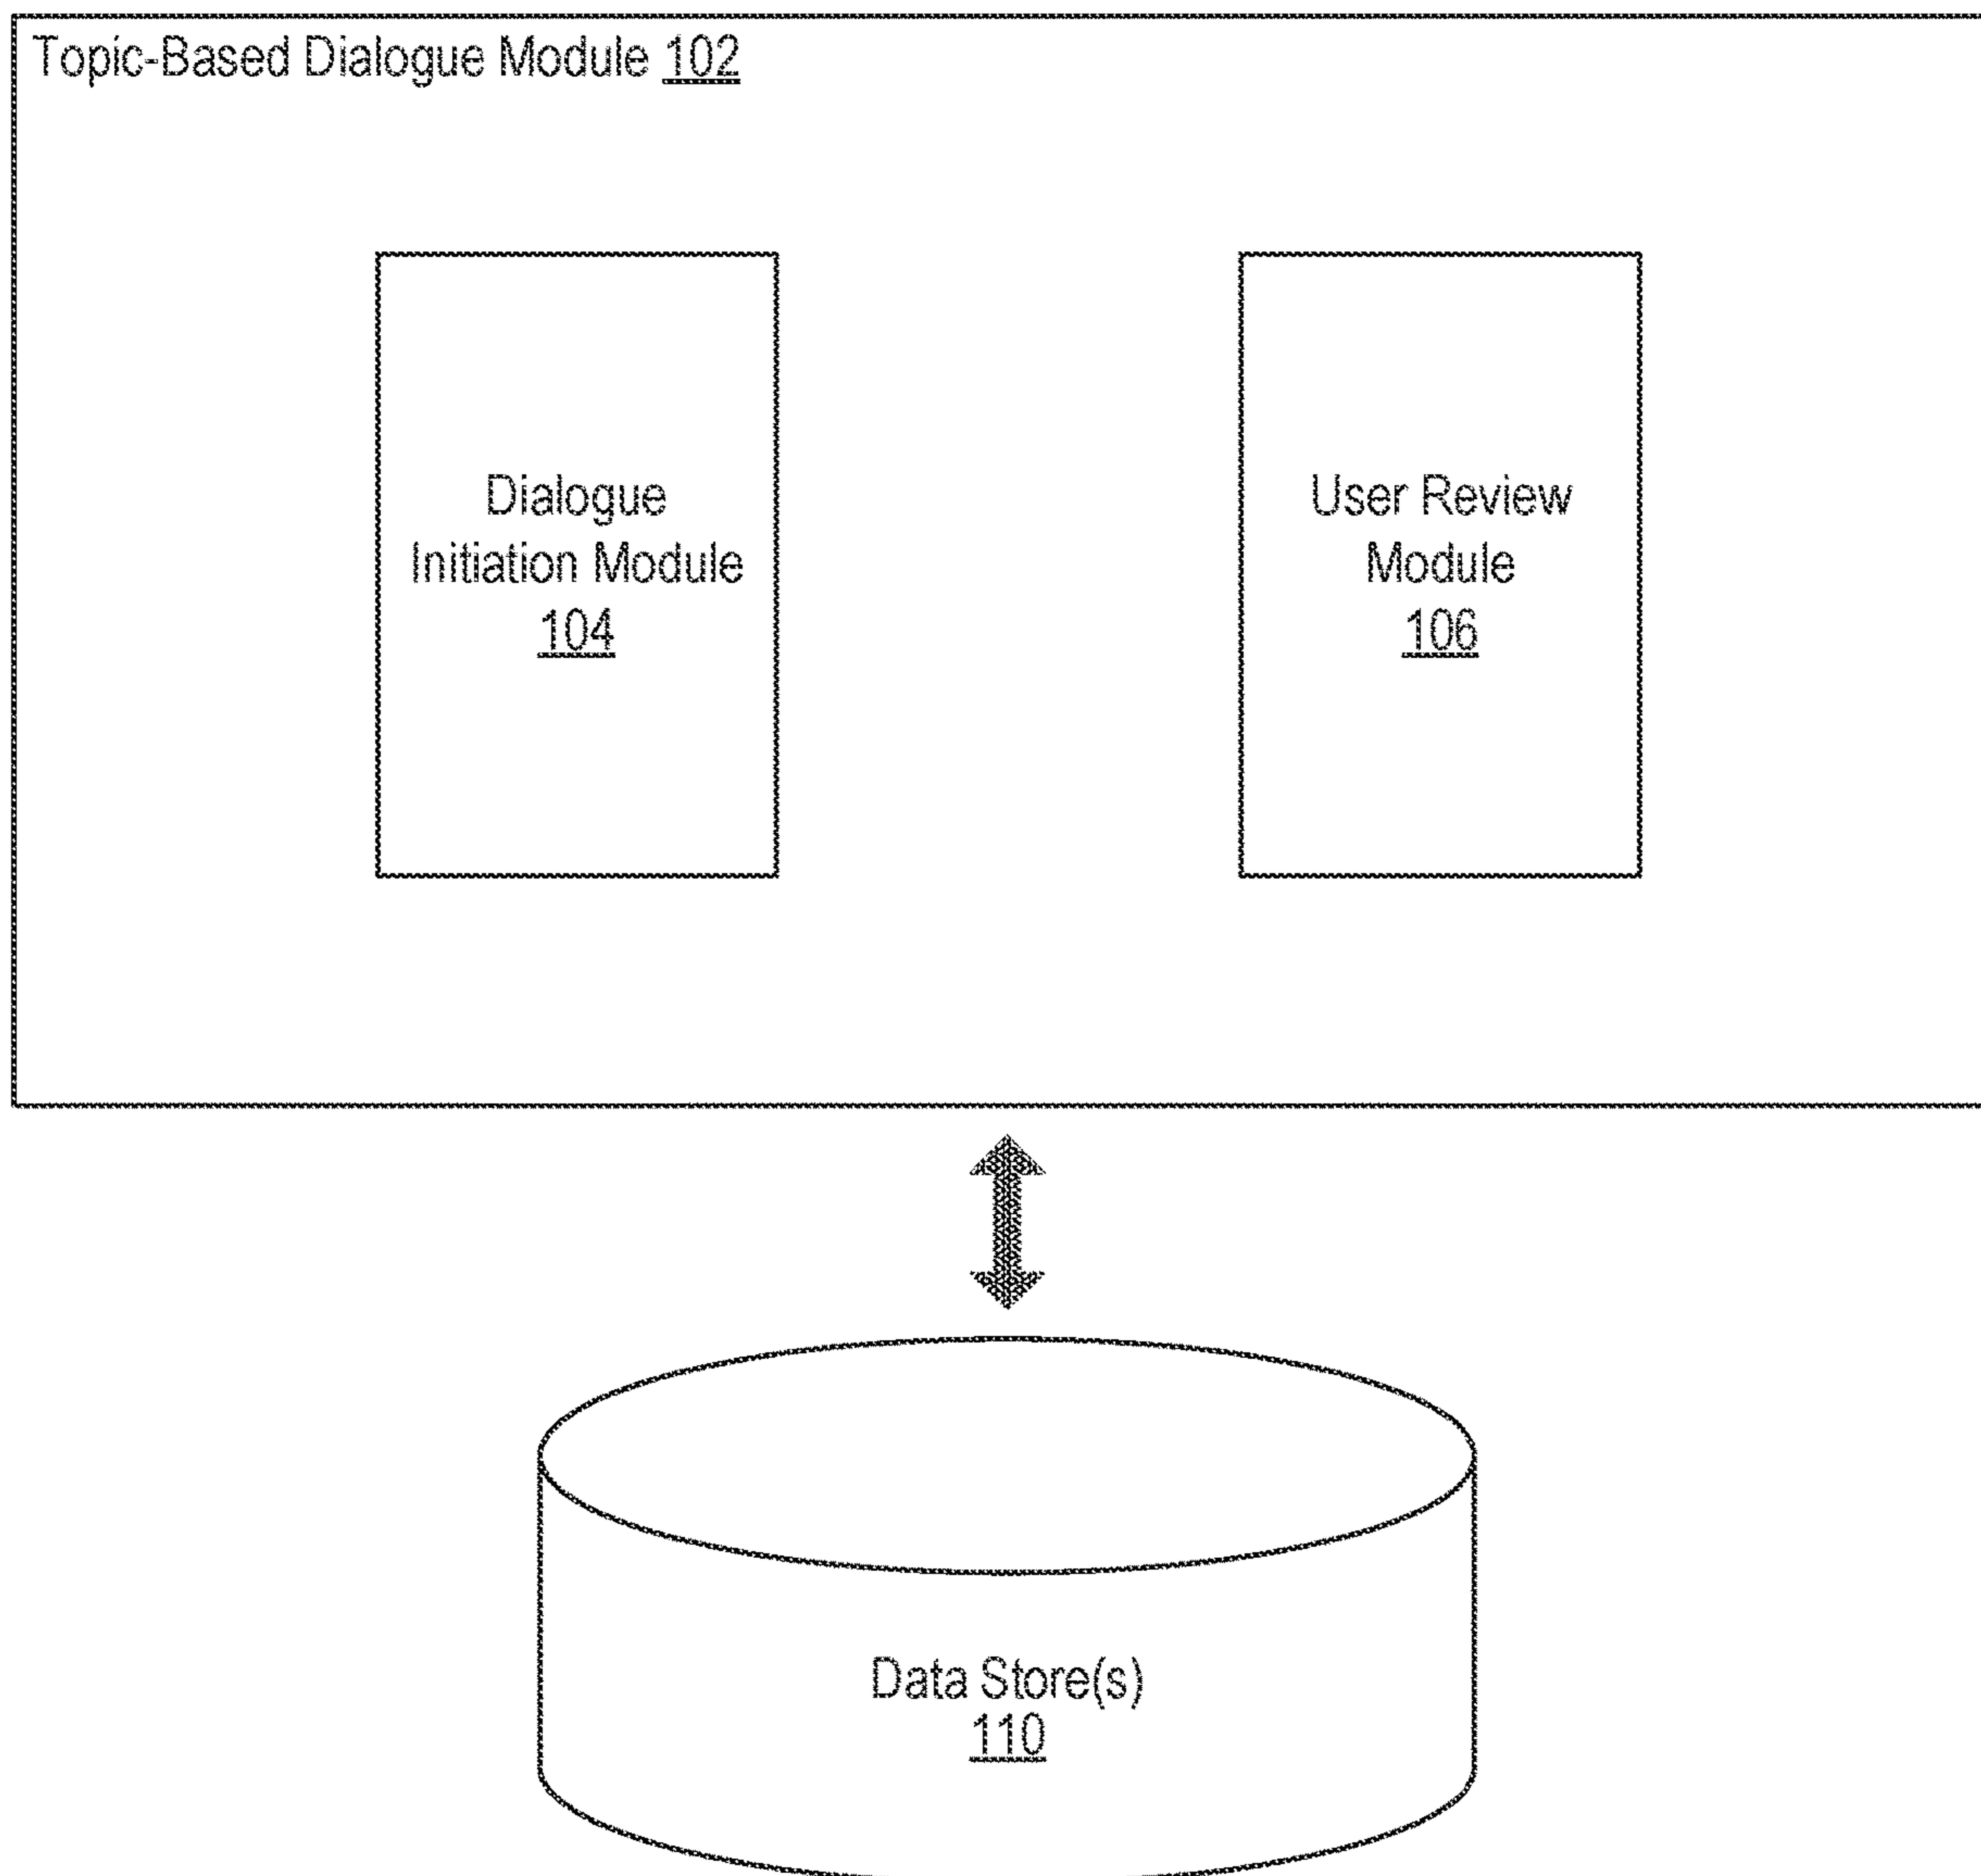 Topic-Based Dialogue Module 102
Dialogue
Initiation Module
104
User Review
Module
106
Data Store(s)
110